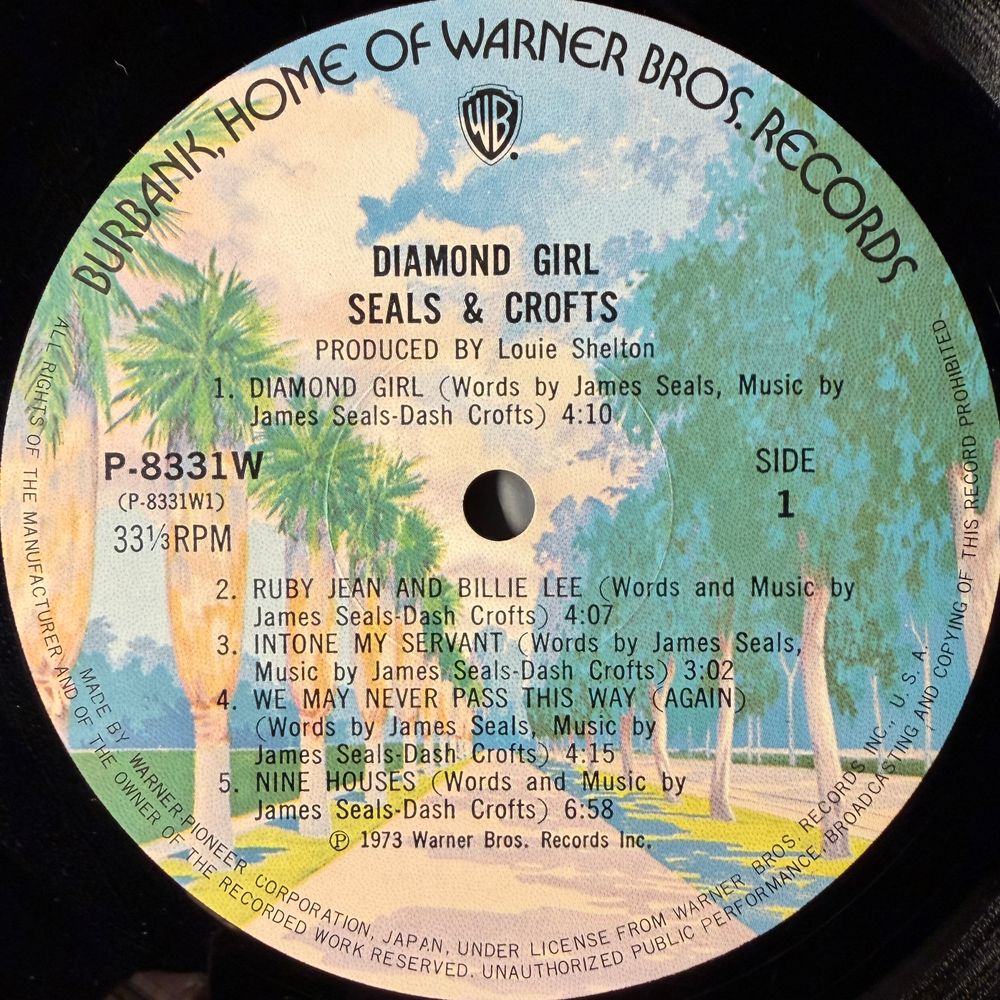 BURBANK, HOME OF WARNER BROS. RECORDS
WB
DIAMOND GIRL
SEALS & CROFTS
PRODUCED BY Louie Shelton
1. DIAMOND GIRL (Words by James Seals, Music by
James Seals-Dash Crofts) 4:10
P-8331W
(P-8331W1)
33⅓RPM
SIDE
1
2. RUBY JEAN AND BILLIE LEE (Words and Music by
James Seals-Dash Crofts) 4:07
3. INTONE MY SERVANT (Words by James Seals,
Music by James Seals-Dash Crofts) 3:02
4. WE MAY NEVER PASS THIS WAY (AGAIN)
(Words by James Seals, Music by
James Seals-Dash Crofts) 4:15
5. NINE HOUSES (Words and Music by
James Seals-Dash Crofts) 6:58
℗ 1973 Warner Bros. Records Inc.
MADE BY WARNER-PIONEER CORPORATION, JAPAN, UNDER LICENSE FROM WARNER BROS. RECORDS INC., U. S. A.
ALL RIGHTS OF THE MANUFACTURER AND OF THE OWNER OF THE RECORDED WORK RESERVED. UNAUTHORIZED PUBLIC PERFORMANCE, BROADCASTING AND COPYING OF THIS RECORD PROHIBITED